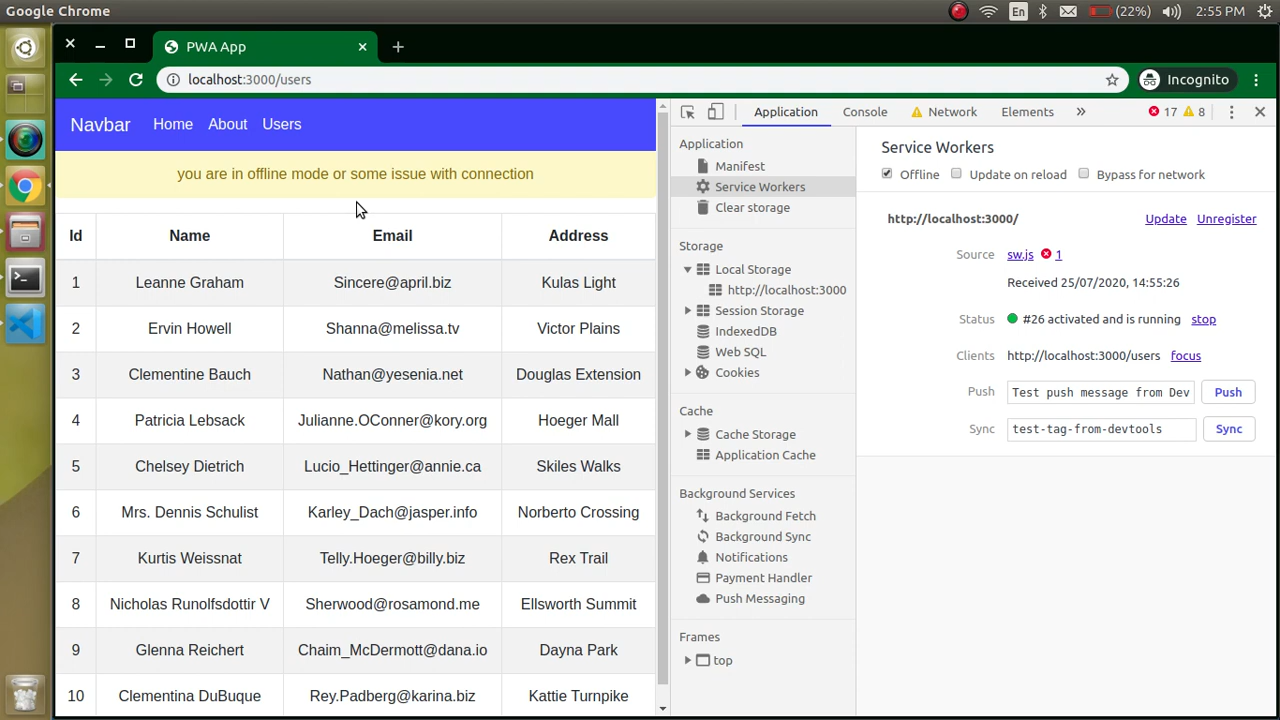 Google Chrome
En
(22%)
2:55 PM
PWA App
localhost:3000/users
Incognito
Navbar Home About Users
you are in offline mode or some issue with connection
Id Name Email Address
1 Leanne Graham Sincere@april.biz Kulas Light
2 Ervin Howell Shanna@melissa.tv Victor Plains
3 Clementine Bauch Nathan@yesenia.net Douglas Extension
4 Patricia Lebsack Julianne.OConner@kory.org Hoeger Mall
5 Chelsey Dietrich Lucio_Hettinger@annie.ca Skiles Walks
6 Mrs. Dennis Schulist Karley_Dach@jasper.info Norberto Crossing
7 Kurtis Weissnat Telly.Hoeger@billy.biz Rex Trail
8 Nicholas Runolfsdottir V Sherwood@rosamond.me Ellsworth Summit
9 Glenna Reichert Chaim_McDermott@dana.io Dayna Park
10 Clementina DuBuque Rey.Padberg@karina.biz Kattie Turnpike
Application Console Network Elements » 17 8
Application
Manifest
Service Workers
Clear storage
Storage
Local Storage
http://localhost:3000
Session Storage
IndexedDB
Web SQL
Cookies
Cache
Cache Storage
Application Cache
Background Services
Background Fetch
Background Sync
Notifications
Payment Handler
Push Messaging
Frames
top
Service Workers
Offline Update on reload Bypass for network
http://localhost:3000/ Update Unregister
Source sw.js 1
Received 25/07/2020, 14:55:26
Status #26 activated and is running stop
Clients http://localhost:3000/users focus
Push Test push message from Dev Push
Sync test-tag-from-devtools Sync